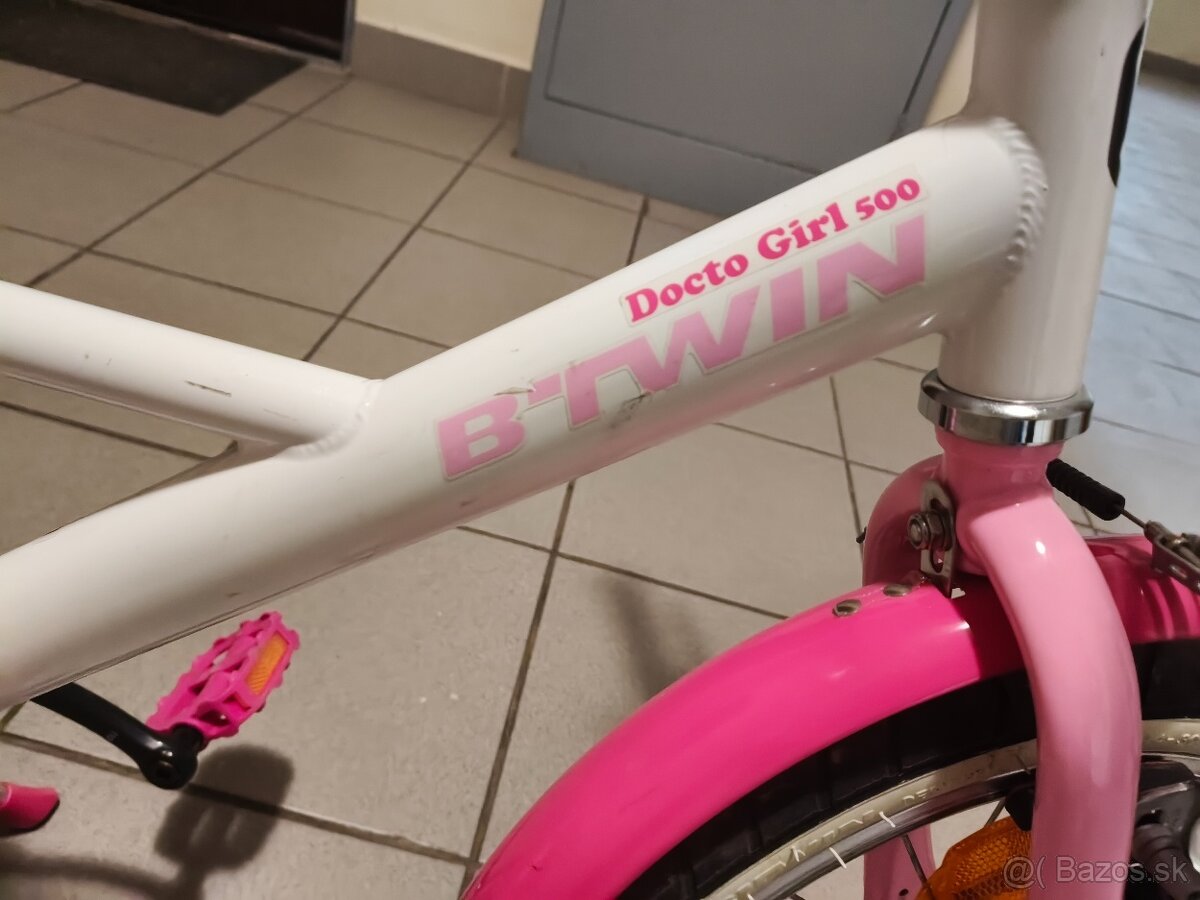 Docto Girl 500
B'TWIN
@( Bazos.sk